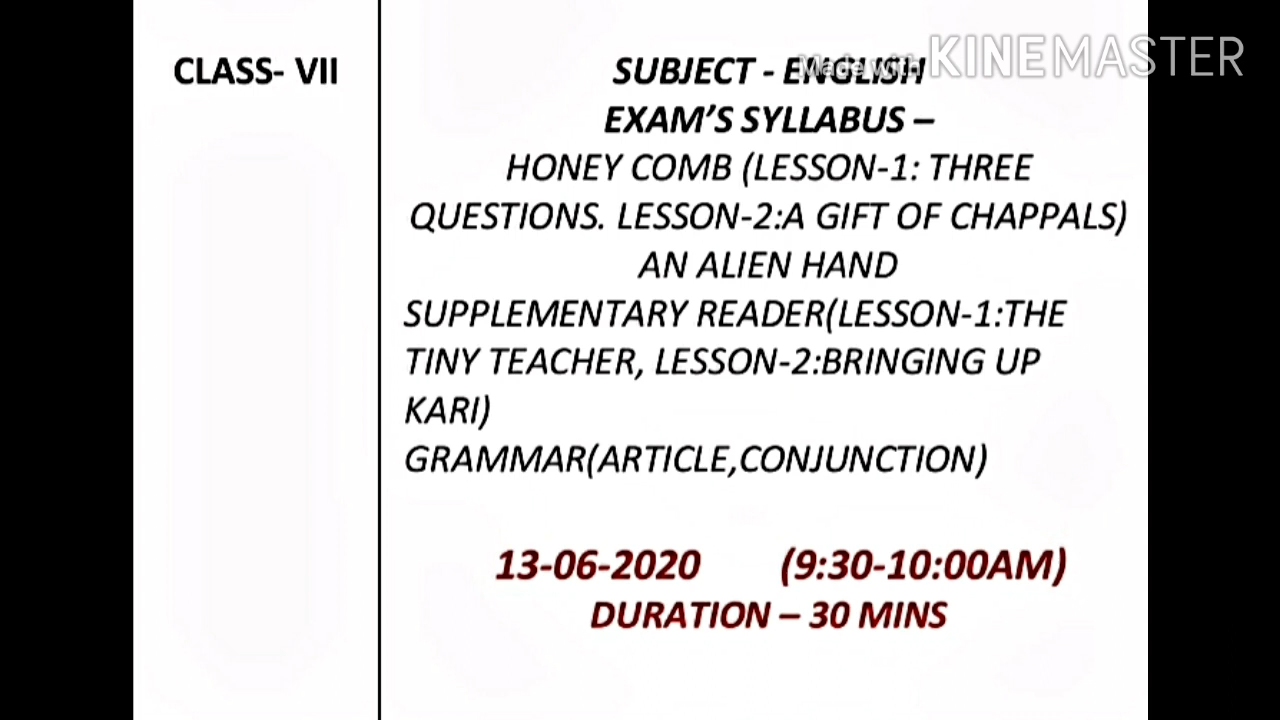 CLASS- VII
SUBJECT - ENGLISH
Made with KINEMASTER
EXAM'S SYLLABUS –
HONEY COMB (LESSON-1: THREE
QUESTIONS. LESSON-2:A GIFT OF CHAPPALS)
AN ALIEN HAND
SUPPLEMENTARY READER(LESSON-1:THE
TINY TEACHER, LESSON-2:BRINGING UP
KARI)
GRAMMAR(ARTICLE,CONJUNCTION)
13-06-2020 (9:30-10:00AM)
DURATION – 30 MINS